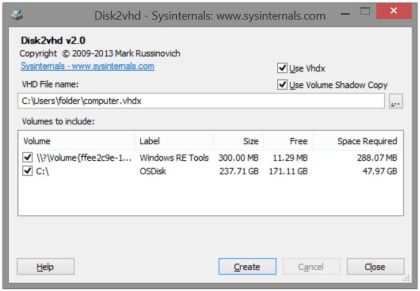 Disk2vhd - Sysinternals: www.sysinternals.com
Disk2vhd v2.0
Copyright © 2009-2013 Mark Russinovich
Sysinternals - www.sysinternals.com
Use Vhdx
VHD File name:
Use Volume Shadow Copy
C:\Users\folder\computer.vhdx
...
Volumes to include:
Volume Label Size Free Space Required
\\?\Volume{ffee2c9e-1... Windows RE Tools 300.00 MB 11.29 MB 288.07 MB
C:\ OSDisk 237.71 GB 171.11 GB 47.97 GB
Help Create Cancel Close